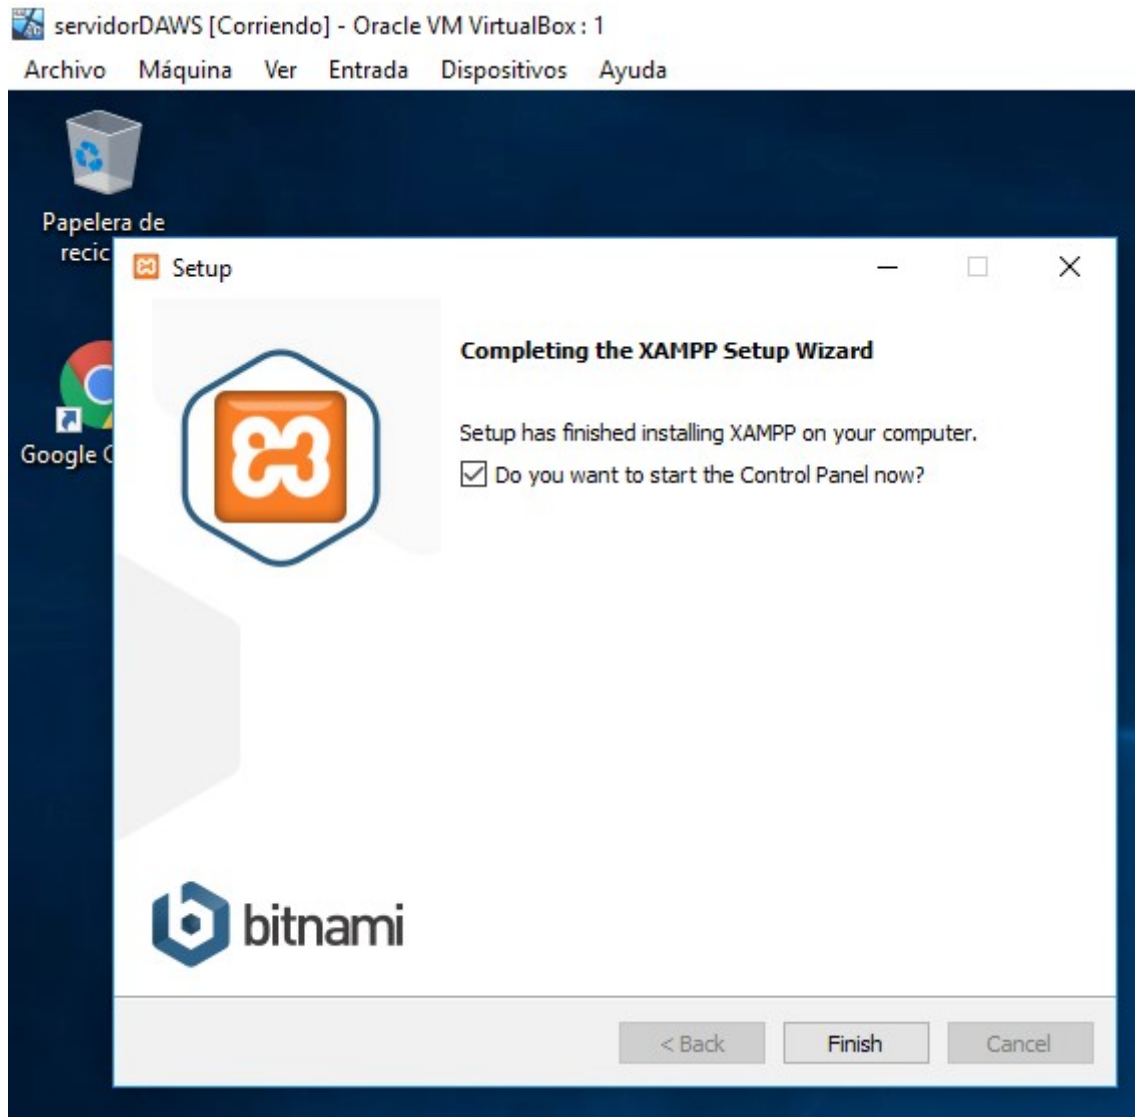 servidorDAWS [Corriendo] - Oracle VM VirtualBox : 1
Archivo Máquina Ver Entrada Dispositivos Ayuda
Papelera de
recic
Setup
Completing the XAMPP Setup Wizard
Setup has finished installing XAMPP on your computer.
Do you want to start the Control Panel now?
Google C
bitnami
< Back Finish Cancel